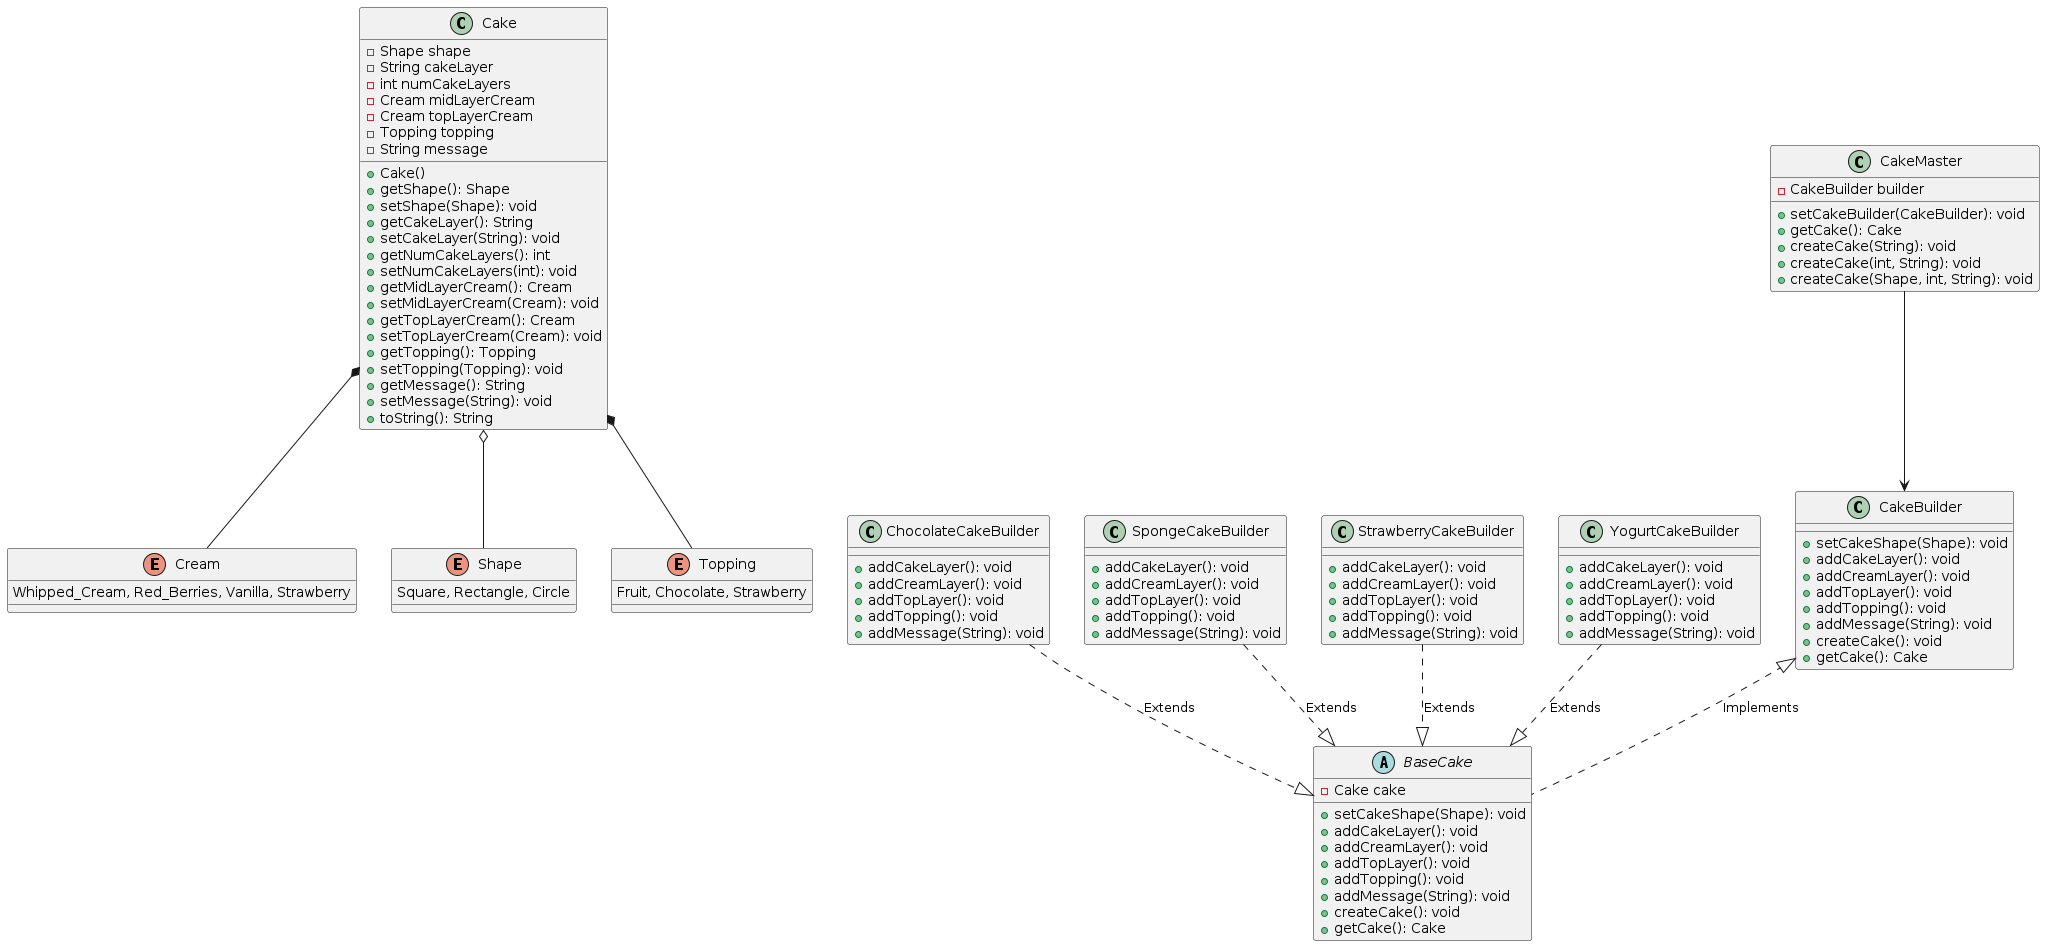 C Cake
Shape shape
String cakeLayer
int numCakeLayers
Cream midLayerCream
Cream topLayerCream
Topping topping
String message
Cake()
getShape(): Shape
setShape(Shape): void
getCakeLayer(): String
setCakeLayer(String): void
getNumCakeLayers(): int
setNumCakeLayers(int): void
getMidLayerCream(): Cream
setMidLayerCream(Cream): void
getTopLayerCream(): Cream
setTopLayerCream(Cream): void
getTopping(): Topping
setTopping(Topping): void
getMessage(): String
setMessage(String): void
toString(): String
C CakeMaster
CakeBuilder builder
setCakeBuilder(CakeBuilder): void
getCake(): Cake
createCake(String): void
createCake(int, String): void
createCake(Shape, int, String): void
E Cream
Whipped_Cream, Red_Berries, Vanilla, Strawberry
E Shape
Square, Rectangle, Circle
E Topping
Fruit, Chocolate, Strawberry
C ChocolateCakeBuilder
addCakeLayer(): void
addCreamLayer(): void
addTopLayer(): void
addTopping(): void
addMessage(String): void
C SpongeCakeBuilder
addCakeLayer(): void
addCreamLayer(): void
addTopLayer(): void
addTopping(): void
addMessage(String): void
C StrawberryCakeBuilder
addCakeLayer(): void
addCreamLayer(): void
addTopLayer(): void
addTopping(): void
addMessage(String): void
C YogurtCakeBuilder
addCakeLayer(): void
addCreamLayer(): void
addTopLayer(): void
addTopping(): void
addMessage(String): void
C CakeBuilder
setCakeShape(Shape): void
addCakeLayer(): void
addCreamLayer(): void
addTopLayer(): void
addTopping(): void
addMessage(String): void
createCake(): void
getCake(): Cake
Extends
Extends
Extends
Extends
Implements
A BaseCake
Cake cake
setCakeShape(Shape): void
addCakeLayer(): void
addCreamLayer(): void
addTopLayer(): void
addTopping(): void
addMessage(String): void
createCake(): void
getCake(): Cake